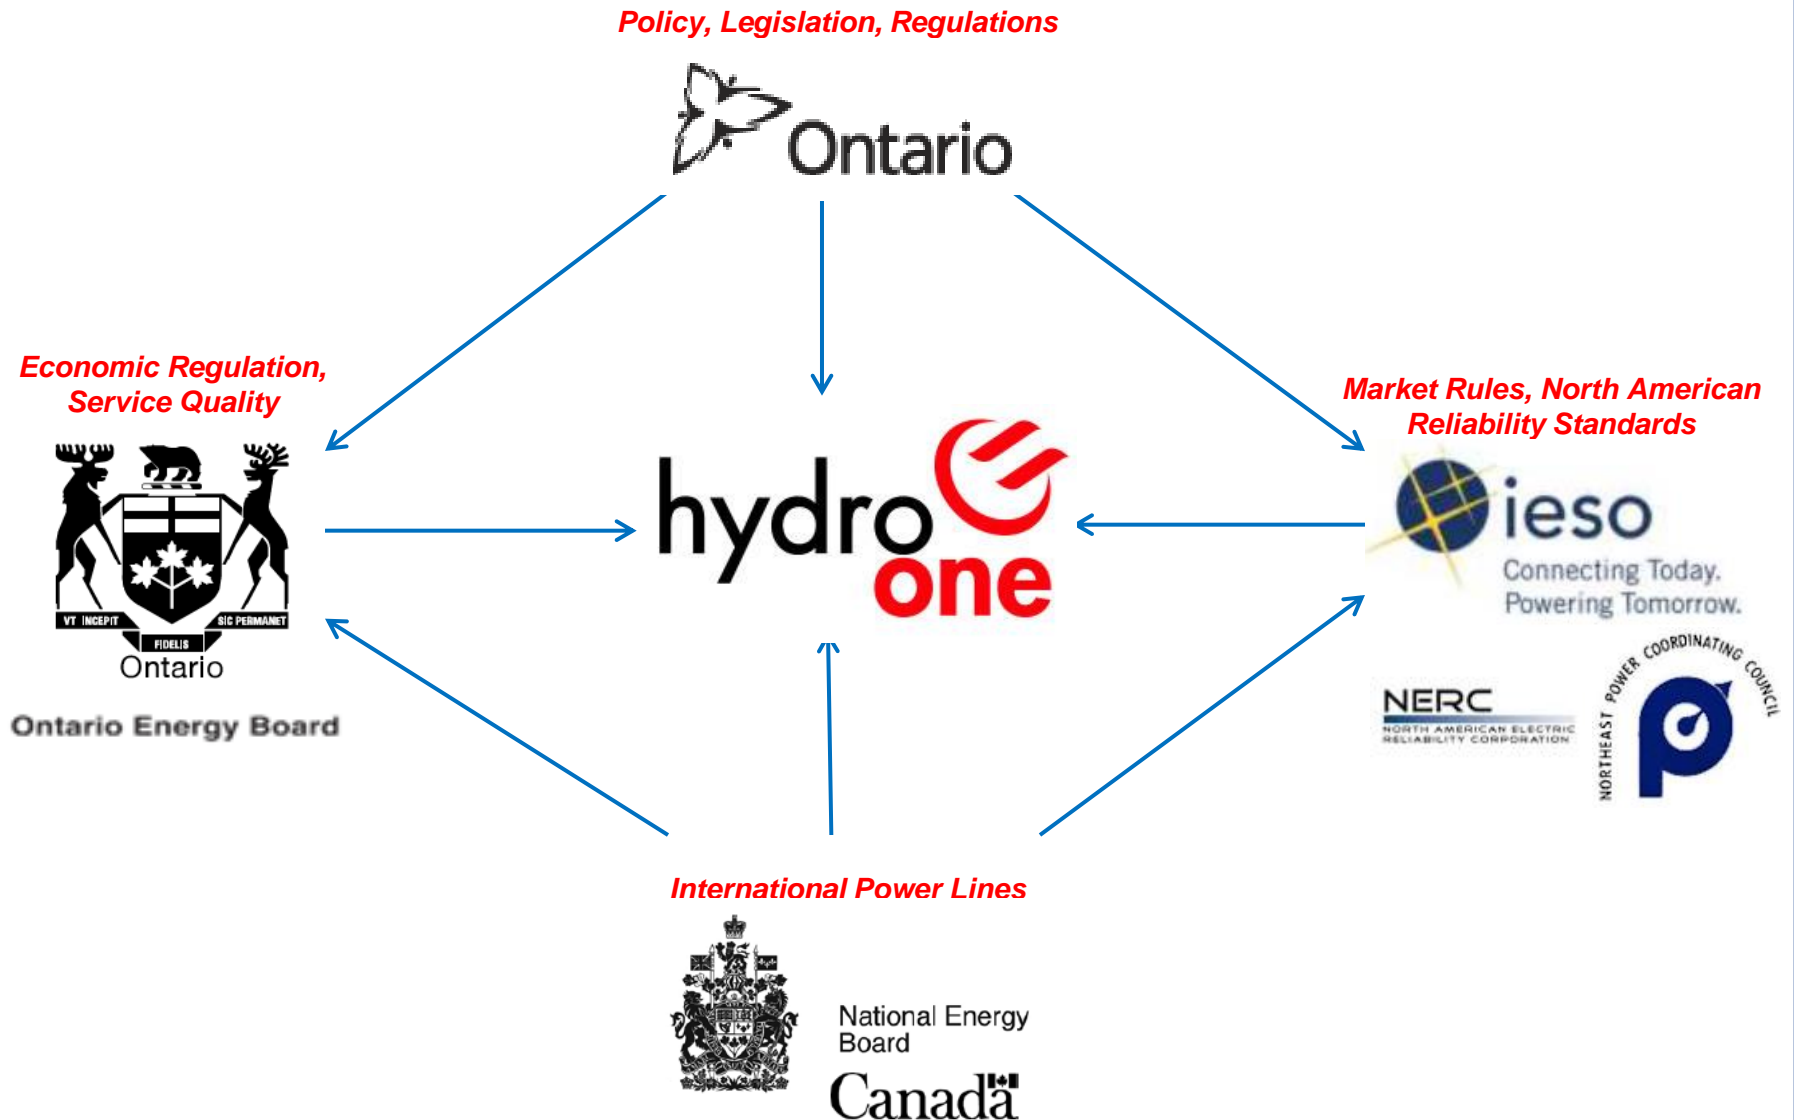 Policy, Legislation, Regulations
Ontario
Economic Regulation,
Service Quality
VT INCEPIT
FIDELIS
SIC PERMANET
Ontario
Ontario Energy Board
hydro
one
Market Rules, North American
Reliability Standards
ieso
Connecting Today.
Powering Tomorrow.
NERC
NORTH AMERICAN ELECTRIC
RELIABILITY CORPORATION
NORTHEAST POWER COORDINATING COUNCIL
International Power Lines
National Energy
Board
Canada